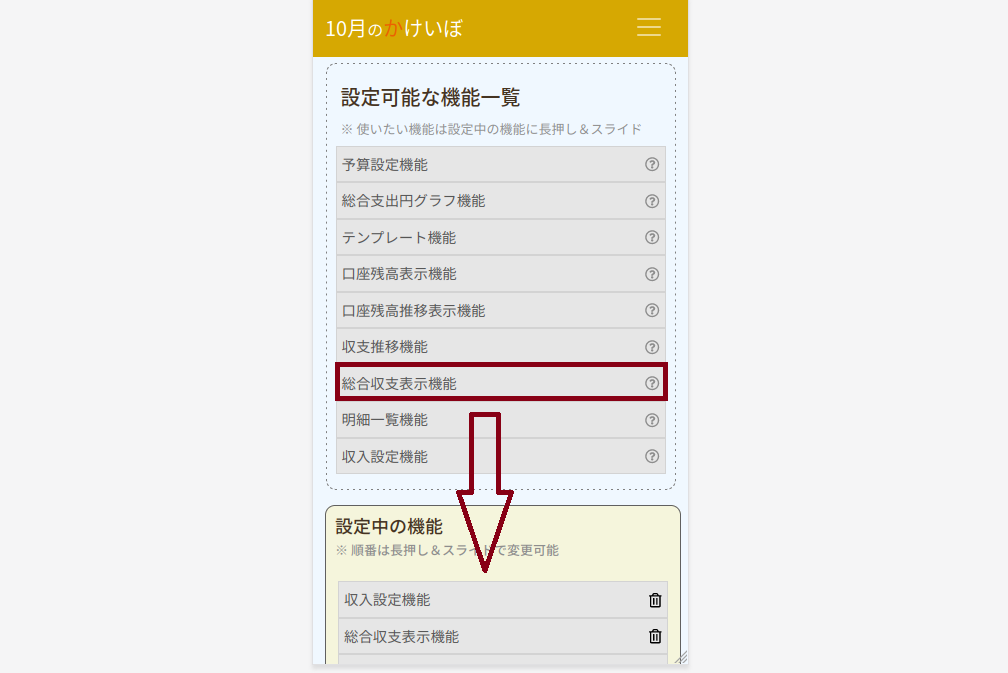 10月のかけいぼ
設定可能な機能一覧
※ 使いたい機能は設定中の機能に長押し＆スライド
予算設定機能
総合支出円グラフ機能
テンプレート機能
口座残高表示機能
口座残高推移表示機能
収支推移機能
総合収支表示機能
明細一覧機能
収入設定機能
設定中の機能
※ 順番は長押し＆スライドで変更可能
収入設定機能
総合収支表示機能